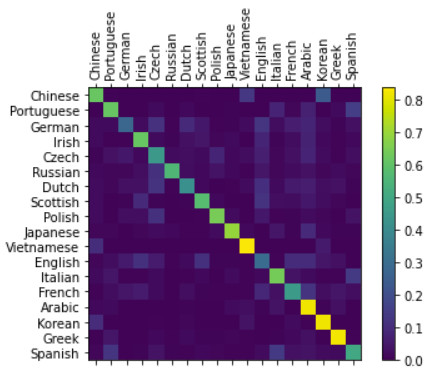 Chinese
Portuguese
German
Irish
Czech
Russian
Dutch
Scottish
Polish
Japanese
Vietnamese
English
Italian
French
Arabic
Korean
Greek
Spanish
Chinese
Portuguese
German
Irish
Czech
Russian
Dutch
Scottish
Polish
Japanese
Vietnamese
English
Italian
French
Arabic
Korean
Greek
Spanish
0.8
0.7
0.6
0.5
0.4
0.3
0.2
0.1
0.0